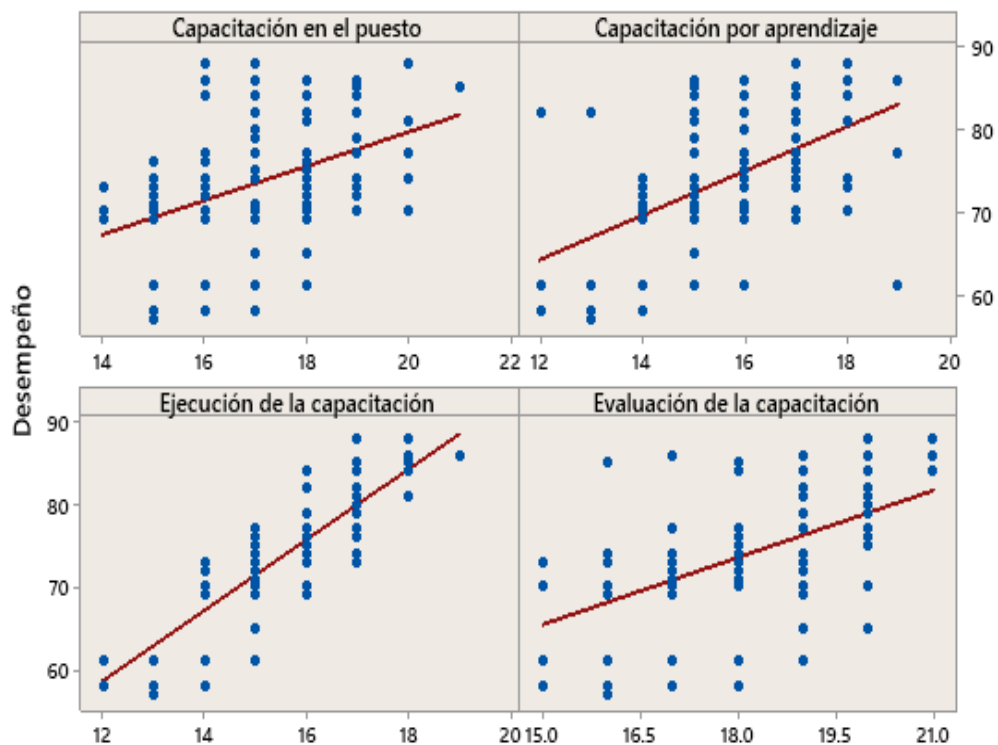 Capacitación en el puesto
Capacitación por aprendizaje
90
80
70
60
14 16 18 20 22 12 14 16 18 20
Desempeño
Ejecución de la capacitación
Evaluación de la capacitación
90
80
70
60
12 14 16 18 20 15.0 16.5 18.0 19.5 21.0